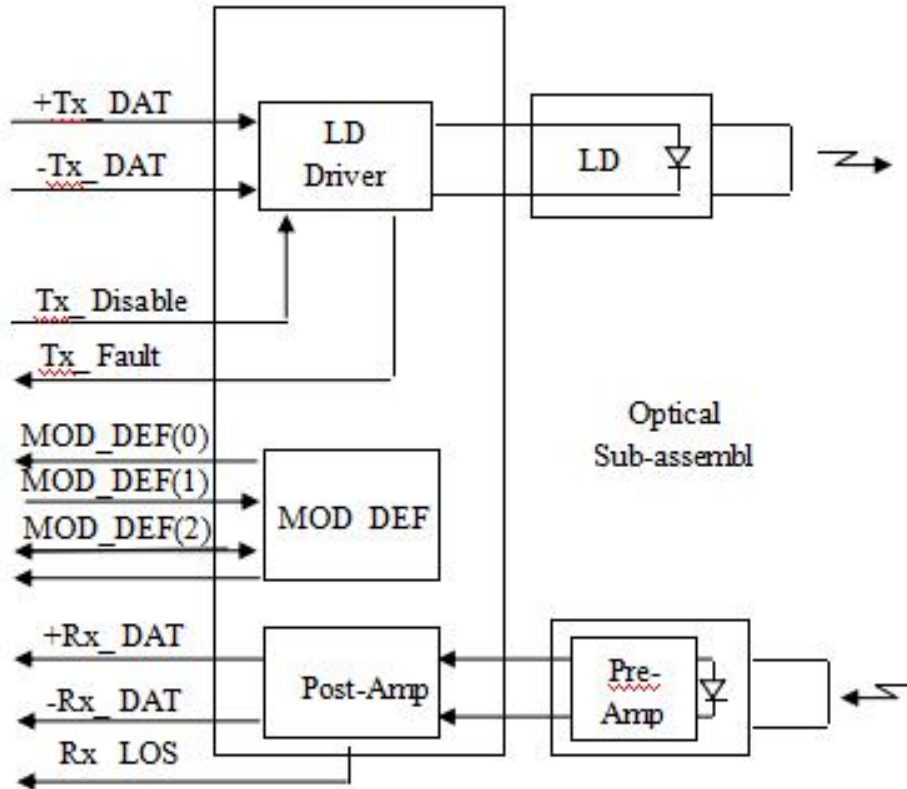 +Tx_DAT
LD
Driver
LD
-Tx_DAT
Tx_Disable
Tx_Fault
Optical
Sub-assembl
MOD_DEF(0)
MOD_DEF(1)
MOD_DEF(2)
MOD DEF
+Rx_DAT
Post-Amp
Pre-
Amp
-Rx_DAT
Rx LOS